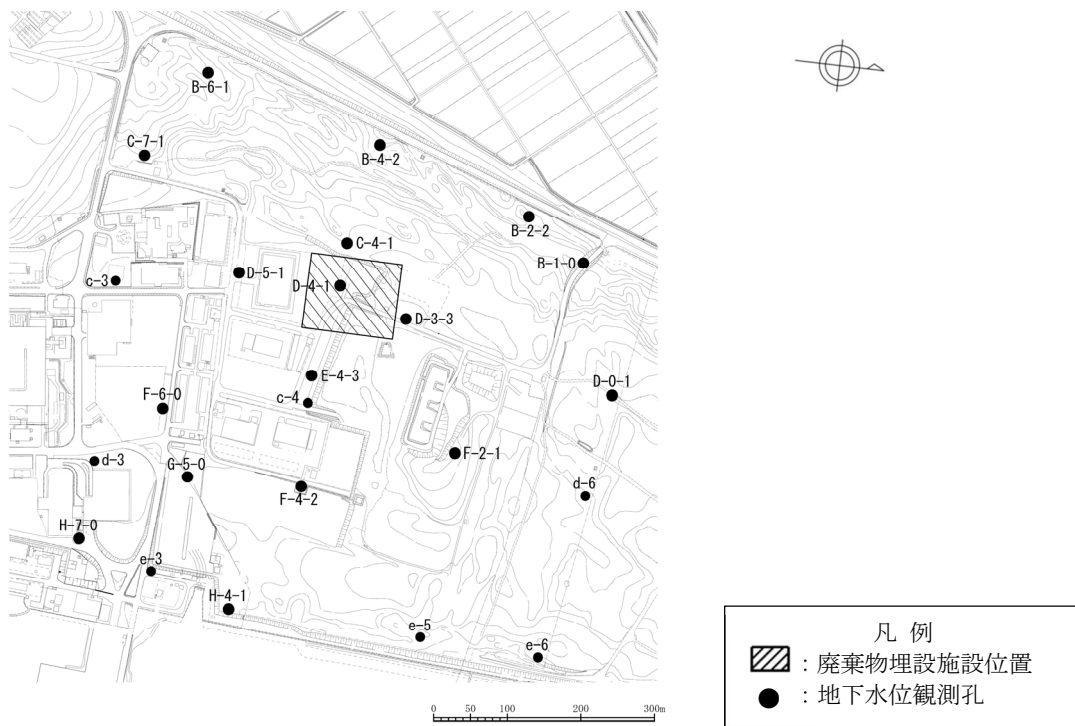 B-6-1
C-7-1
B-4-2
B-2-2
C-4-1
B-1-0
c-3
D-5-1
D-4-1
D-3-3
E-4-3
D-0-1
F-6-0
c-4
F-2-1
d-3
G-5-0
F-4-2
d-6
H-7-0
e-3
H-4-1
e-5
e-6
0 50 100 200 300m
凡 例
：廃棄物埋設施設位置
：地下水位観測孔